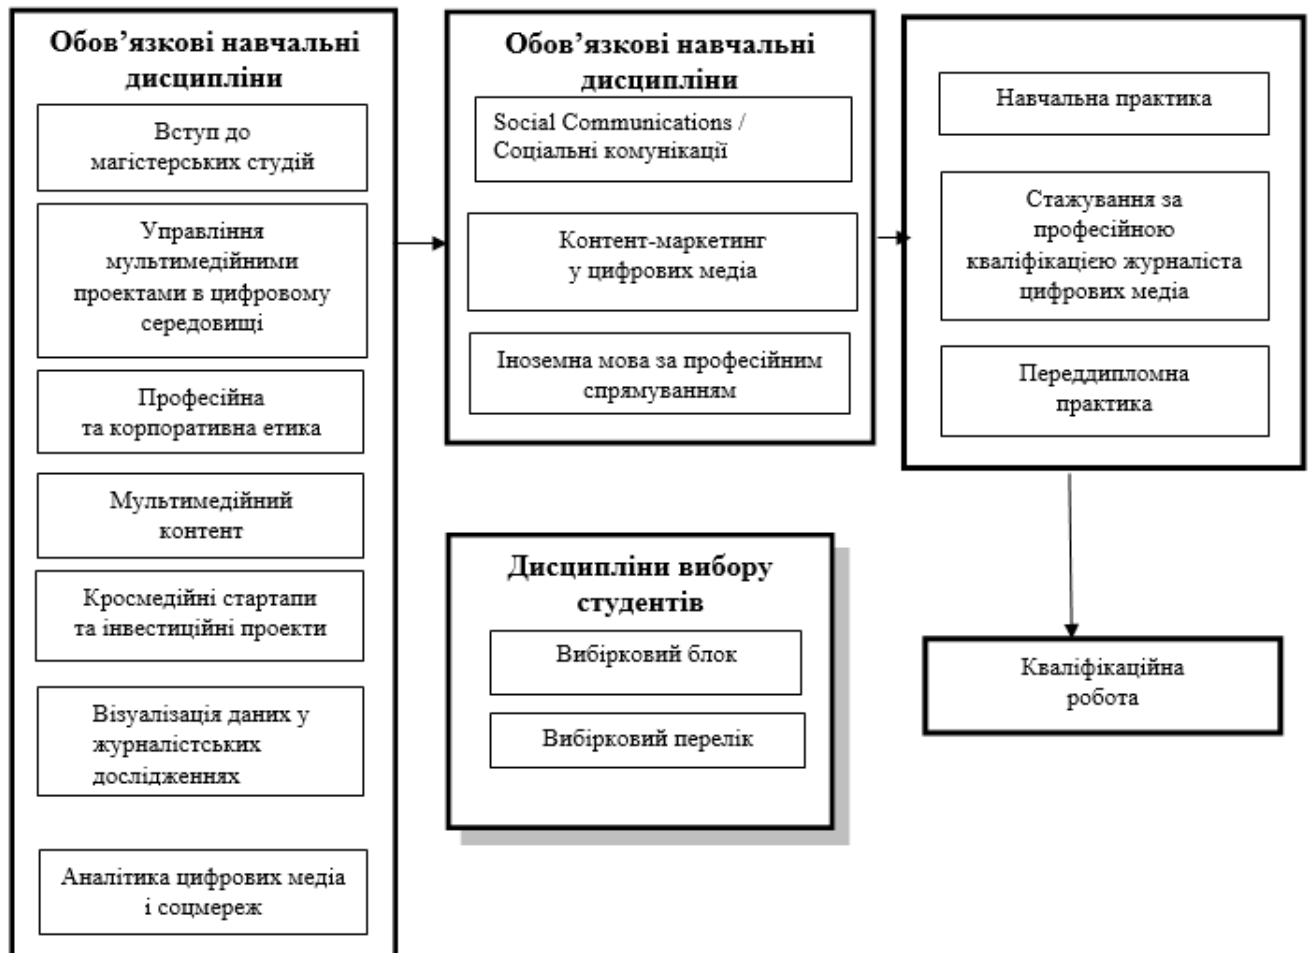 Обов’язкові навчальні
дисципліни
Вступ до
магістерських студій
Управління
мультимедійними
проектами в цифровому
середовищі
Професійна
та корпоративна етика
Мультимедійний
контент
Кросмедійні стартапи
та інвестиційні проекти
Візуалізація даних у
журналістських
дослідженнях
Аналітика цифрових медіа
і соцмереж
Обов’язкові навчальні
дисципліни
Social Communications /
Соціальні комунікації
Контент-маркетинг
у цифрових медіа
Іноземна мова за професійним
спрямуванням
Дисципліни вибору
студентів
Вибірковий блок
Вибірковий перелік
Навчальна практика
Стажування за
професійною
кваліфікацією журналіста
цифрових медіа
Переддипломна
практика
Кваліфікаційна
робота